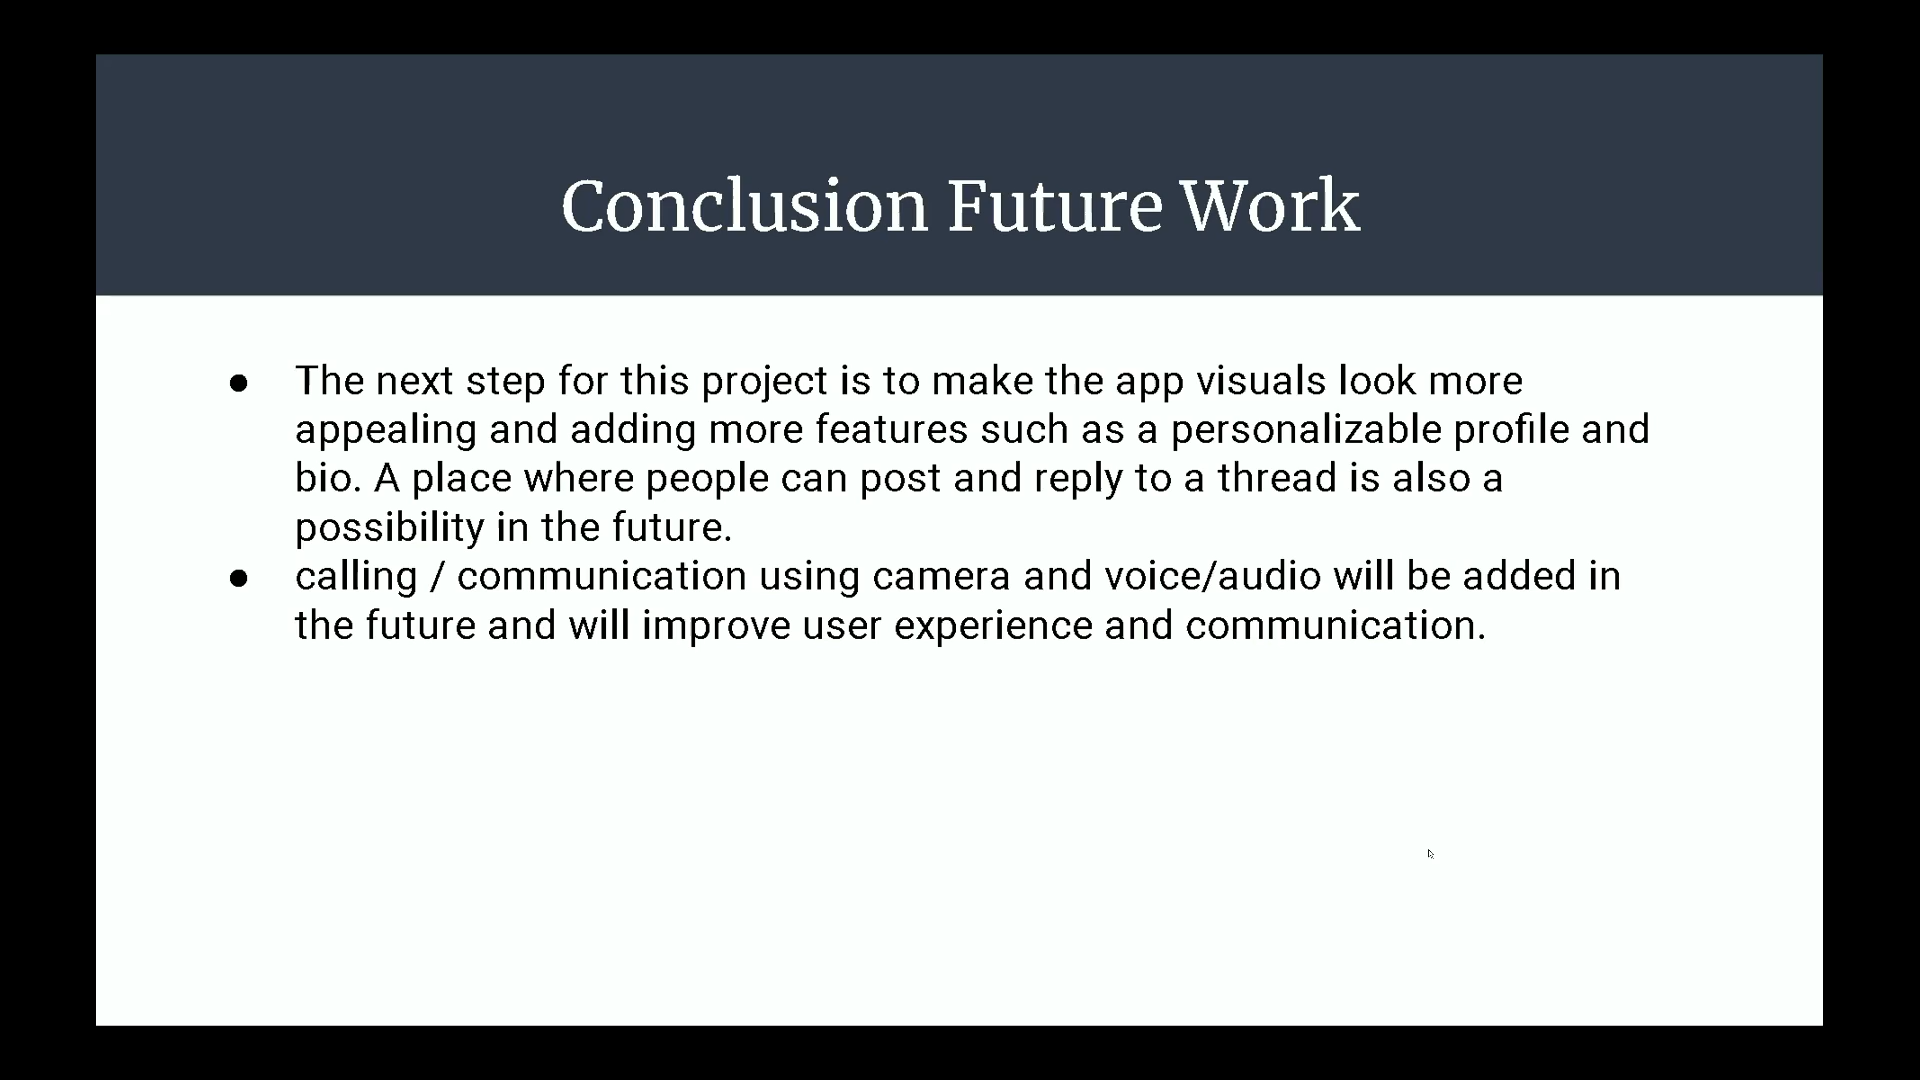 Conclusion Future Work
● The next step for this project is to make the app visuals look more
appealing and adding more features such as a personalizable profile and
bio. A place where people can post and reply to a thread is also a
possibility in the future.
● calling / communication using camera and voice/audio will be added in
the future and will improve user experience and communication.